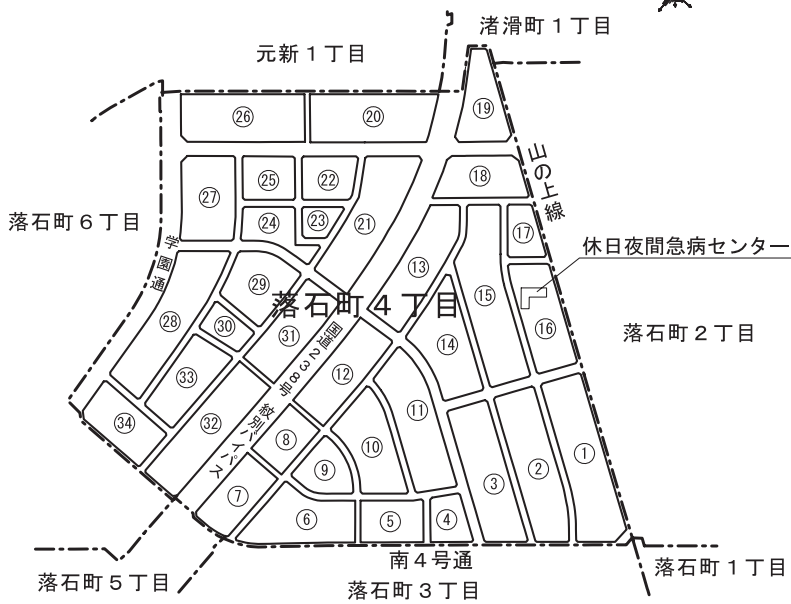 渚滑町１丁目
元新１丁目
⑲
㉖
⑳
山の上線
⑱
㉗
㉕
㉒
㉔
㉓
㉑
⑰
落石町６丁目
学園通
休日夜間急病センター
⑬
⑮
㉙
落石町４丁目
㉘
㉚
㉛
国道２３８号 紋別バイパス
⑭
⑯
落石町２丁目
㉝
⑫
⑪
㉞
㉜
⑧
⑩
①
⑨
③
②
⑦
⑥
⑤
④
南４号通
落石町５丁目
落石町３丁目
落石町１丁目